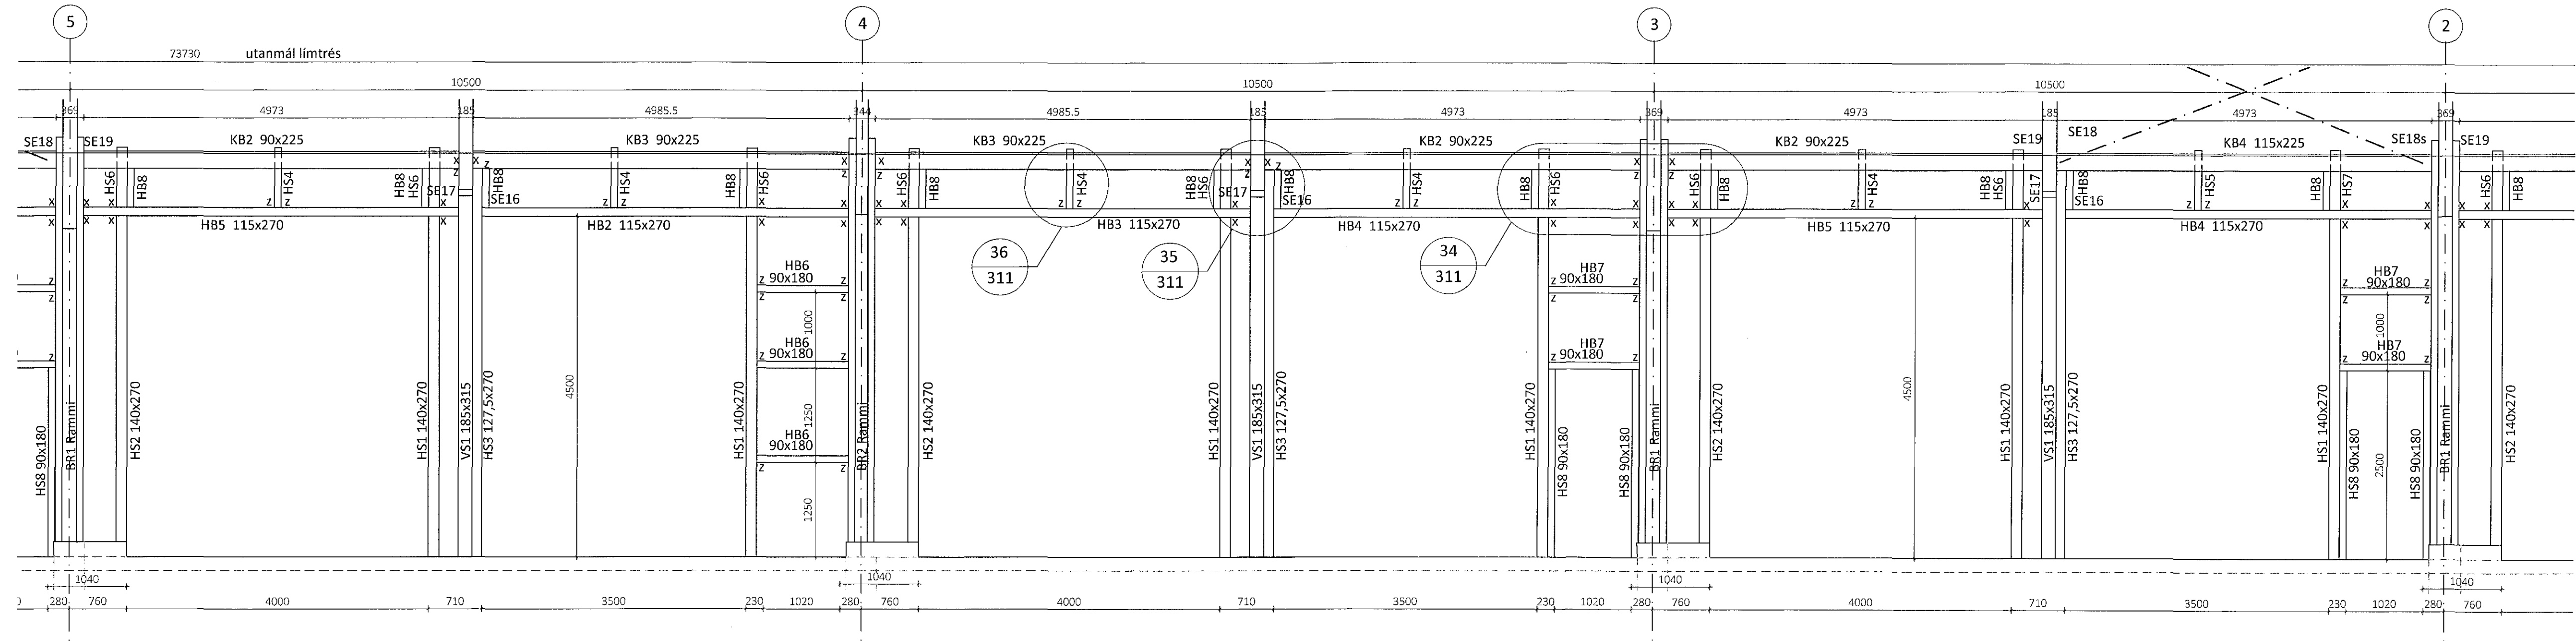 5 4 3 2
73730 utanmál límtrés
10500 10500 10500
369 4973 185 4985.5 344 4985.5 185 4973 369 4973 185 4973 369
SE18 SE19 KB2 90x225 KB3 90x225 KB3 90x225 KB2 90x225 KB2 90x225 SE19 SE18 KB4 115x225 SE18s SE19
x x z x z x z x x z x z x z
HS6 HB8 HS4 HB8 HS6 SE17 HB8 SE16 HS4 HB8 HS6 HS6 HB8 HS4 HB8 HS6 SE17 HB8 SE16 HS4 HB8 HS6 HS6 HB8 HS4 HB8 HS6 SE17 HB8 SE16 HS5 HB8 HS7 HS6 HB8
x x x z z x z z x x x x z z x z z x x x x z z x z z x x x x
x x x x x x x x x x x x x x x x x x
HB5 115x270 HB2 115x270 HB3 115x270 HB4 115x270 HB5 115x270 HB4 115x270
36
311
35
311
34
311
HB6
z 90x180 z
z z
HB7
z 90x180 z
z z
HB7
z 90x180 z
z z
1000 1000
HB6
z 90x180 z
HB7
z 90x180 z
HB7
z 90x180 z
4500 4500
1250
HB6
90x180
z z
1250
2500
HS8 90x180
BR1 Rammi
HS2 140x270
HS1 140x270
VS1 185x315
HS3 127,5x270
HS1 140x270
BR2 Rammi
HS2 140x270
HS1 140x270
VS1 185x315
HS3 127,5x270
HS1 140x270
HS8 90x180
HS8 90x180
BR1 Rammi
HS2 140x270
HS1 140x270
VS1 185x315
HS3 127,5x270
HS1 140x270
HS8 90x180
HS8 90x180
BR1 Rammi
HS2 140x270
1040 1040 1040 1040
280 760 4000 710 3500 230 1020 280 760 4000 710 3500 230 1020 280 760 4000 710 3500 230 1020 280 760